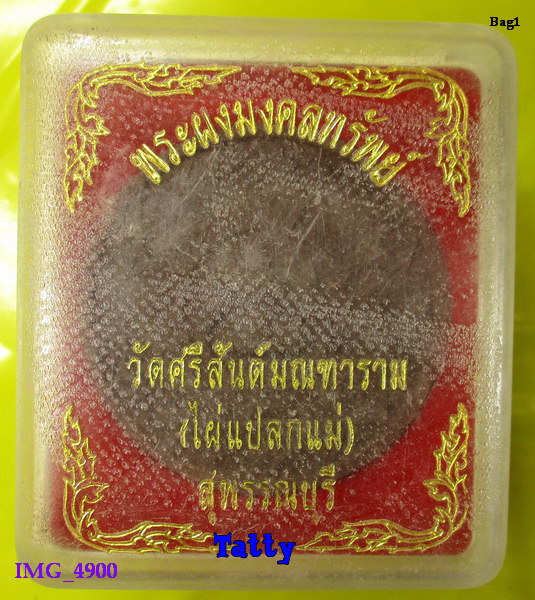 Bag1
พระผงมงคลทรัพย์
วัดศรีสันต์มณฑาราม
(ไผ่แปลกแม่)
สุพรรณบุรี
Tatty
IMG_4900